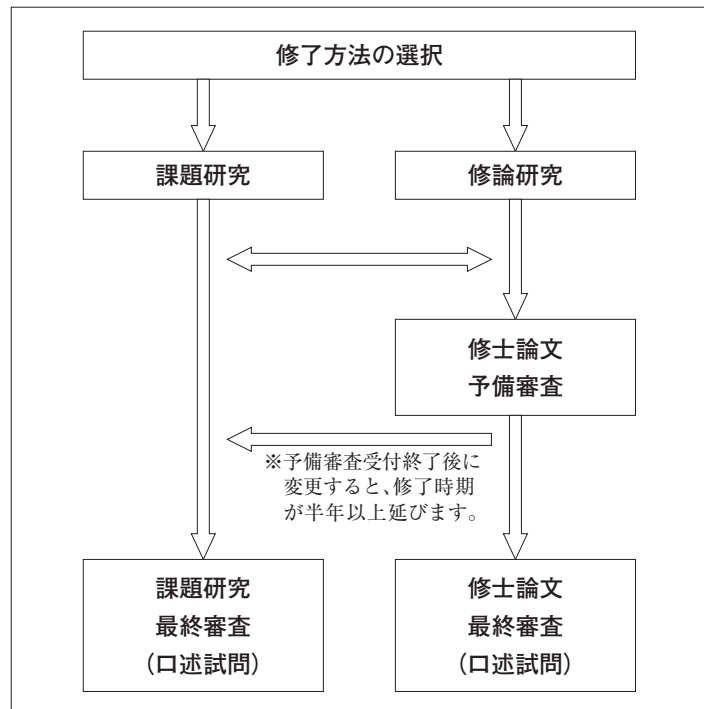 修了方法の選択
課題研究
修論研究
修士論文
予備審査
※予備審査受付終了後に
変更すると、修了時期
が半年以上延びます。
課題研究
最終審査
(口述試問)
修士論文
最終審査
(口述試問)